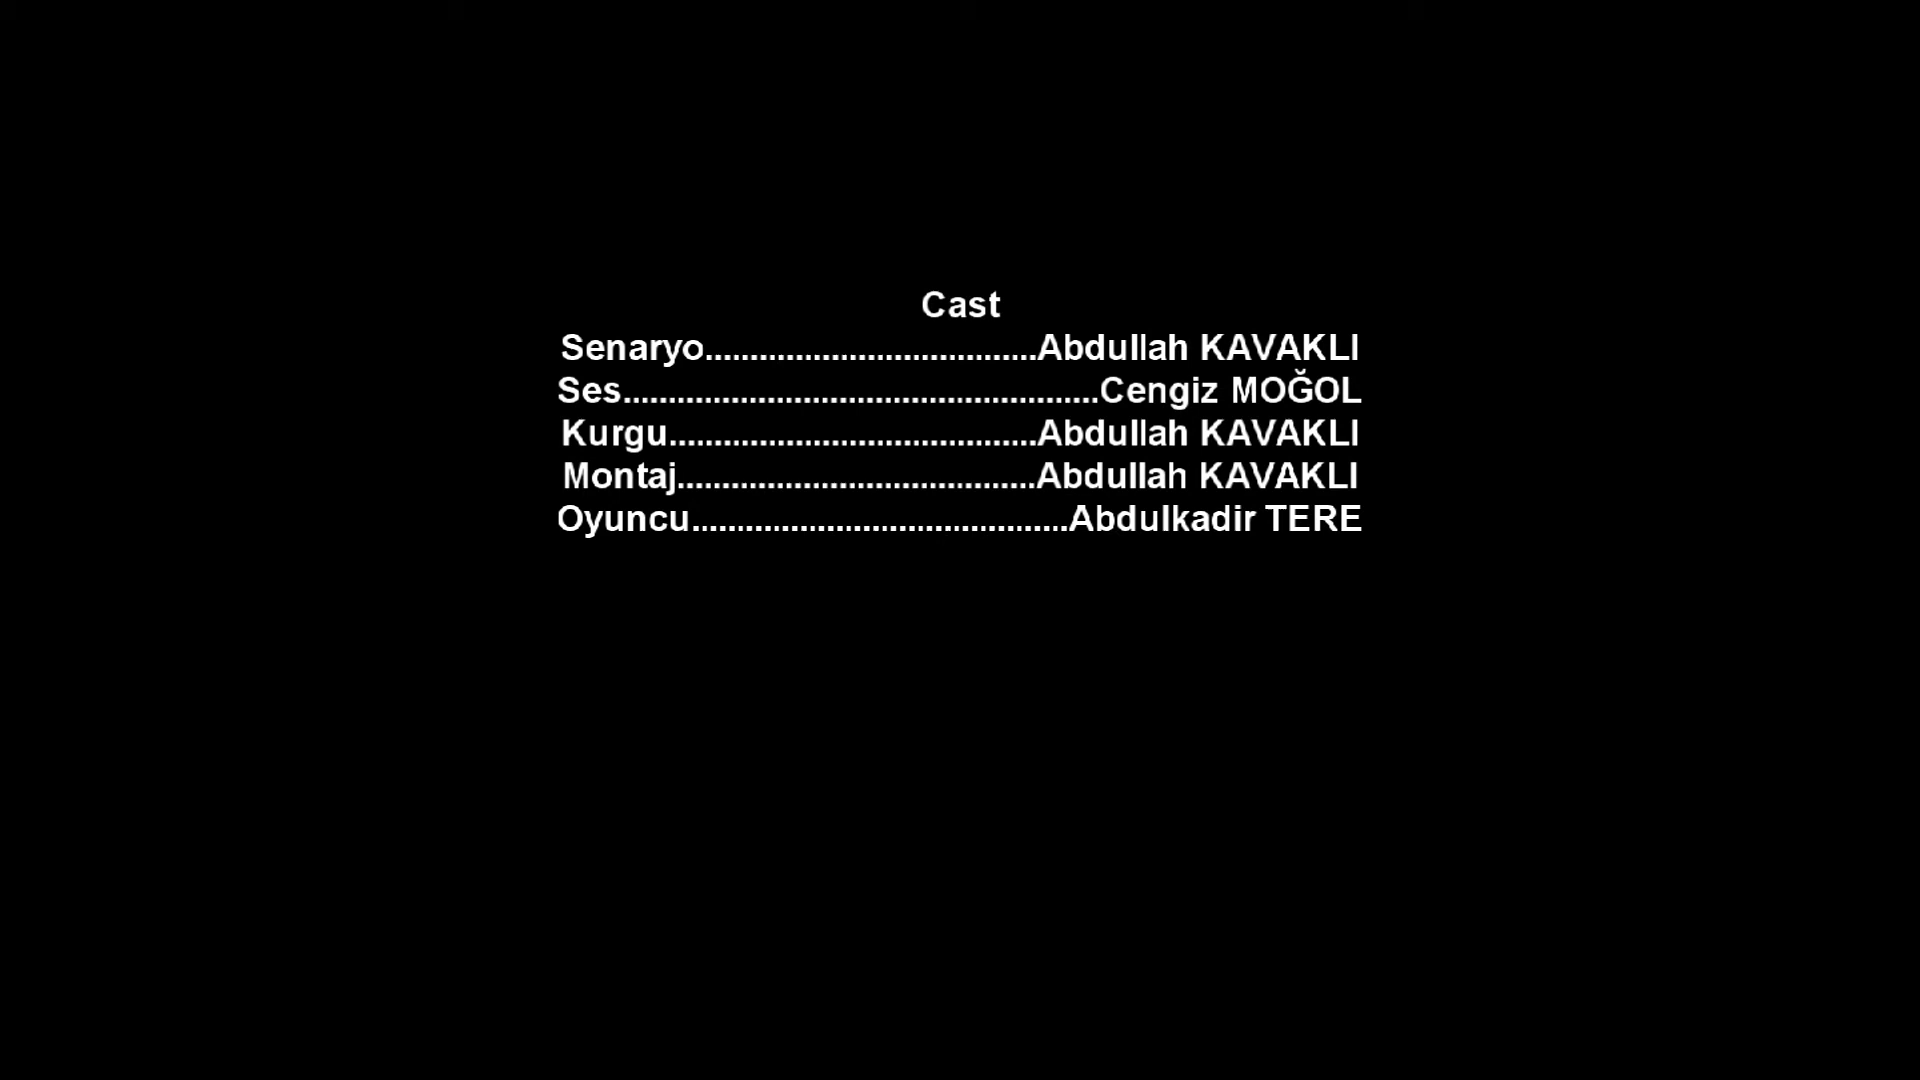 Cast
Senaryo.....................................Abdullah KAVAKLI
Ses.....................................................Cengiz MOĞOL
Kurgu.........................................Abdullah KAVAKLI
Montaj........................................Abdullah KAVAKLI
Oyuncu..........................................Abdulkadir TERE